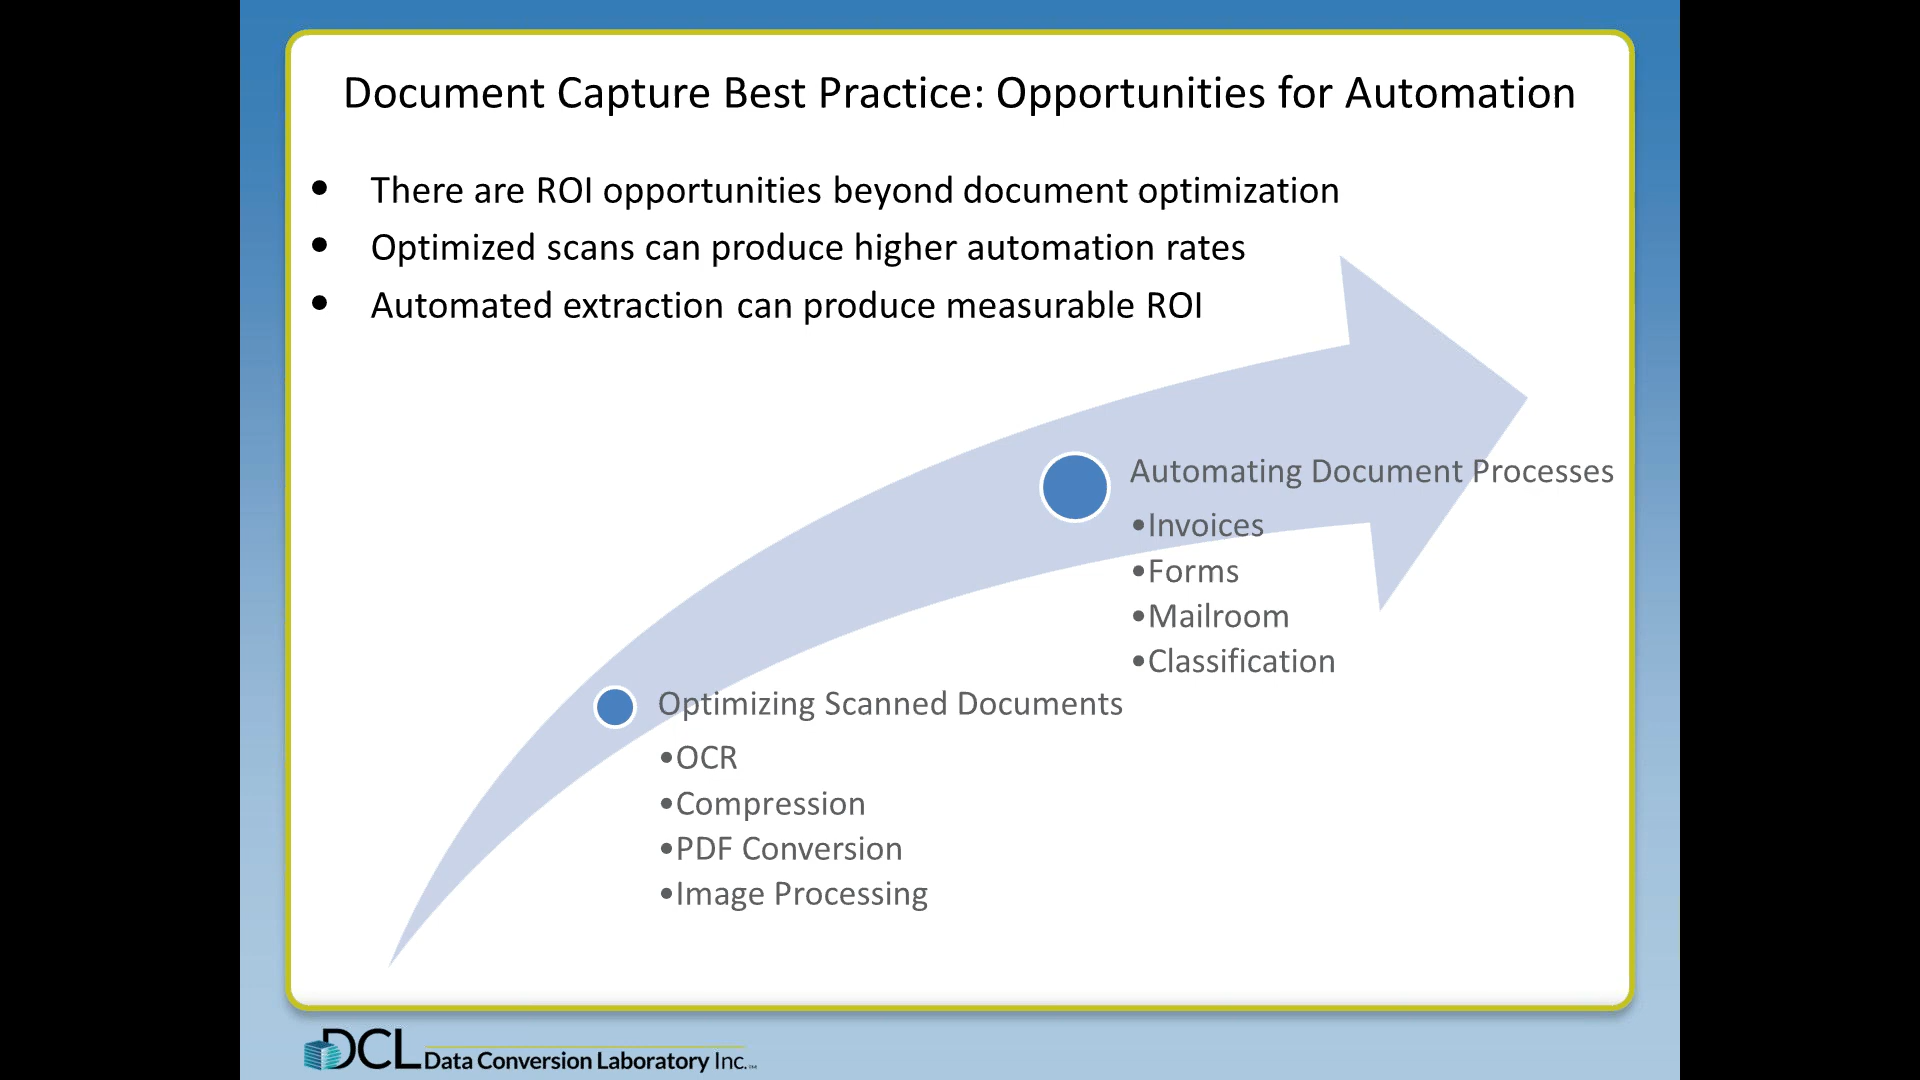 Document Capture Best Practice: Opportunities for Automation
• There are ROI opportunities beyond document optimization
• Optimized scans can produce higher automation rates
• Automated extraction can produce measurable ROI
Automating Document Processes
•Invoices
•Forms
•Mailroom
•Classification
Optimizing Scanned Documents
•OCR
•Compression
•PDF Conversion
•Image Processing
DCL Data Conversion Laboratory Inc.™